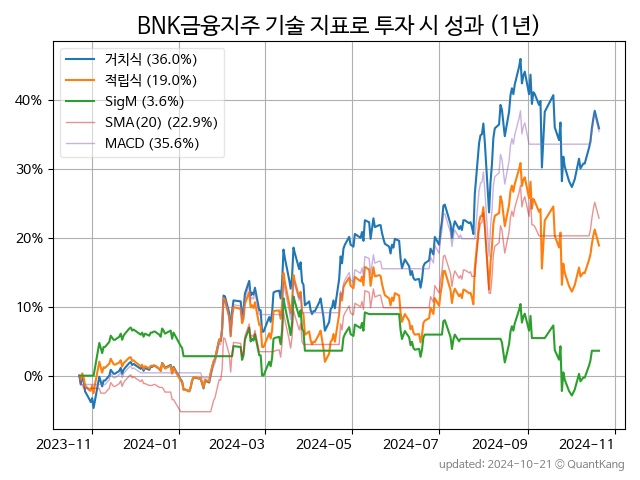 BNK금융지주 기술 지표로 투자 시 성과 (1년)
거치식 (36.0%)
적립식 (19.0%)
SigM (3.6%)
SMA(20) (22.9%)
MACD (35.6%)
40%
30%
20%
10%
0%
2023-11 2024-01 2024-03 2024-05 2024-07 2024-09 2024-11
updated: 2024-10-21 © QuantKang